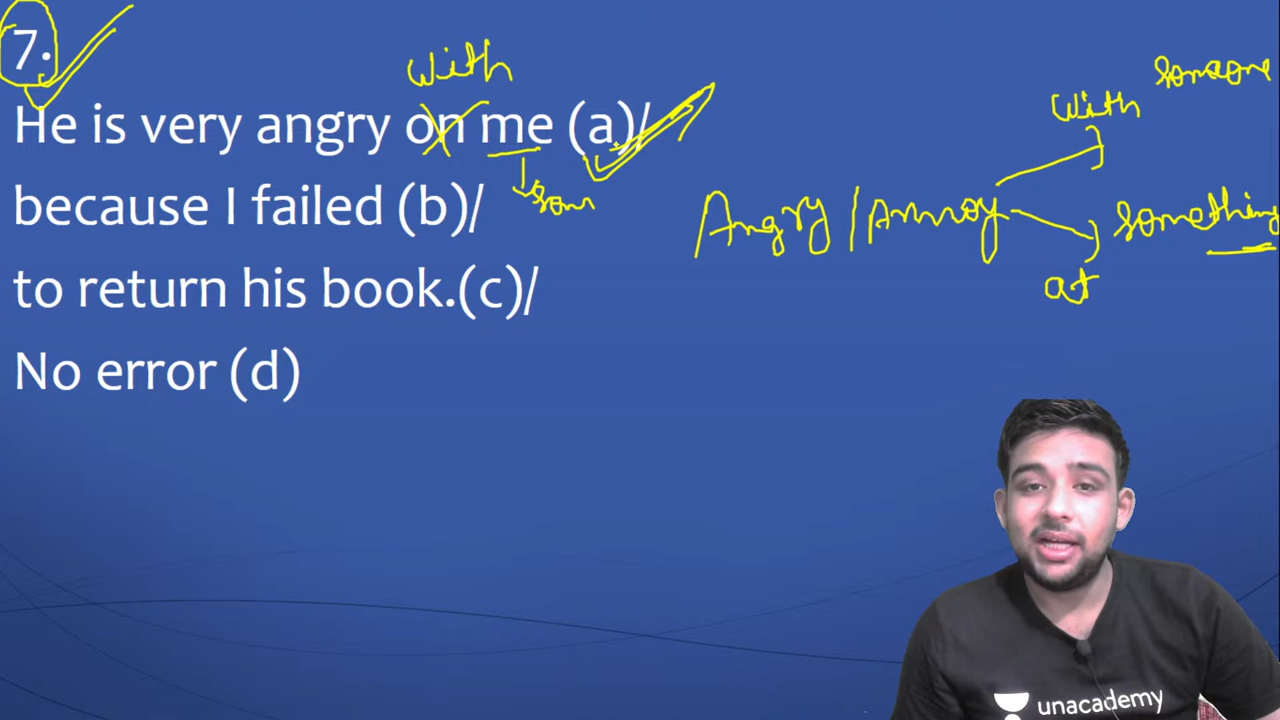 7.
with
He is very angry on me (a)/
som
because I failed (b)/
to return his book.(c)/
No error (d)
with someone
Angry / Annoy
something
at
unacademy